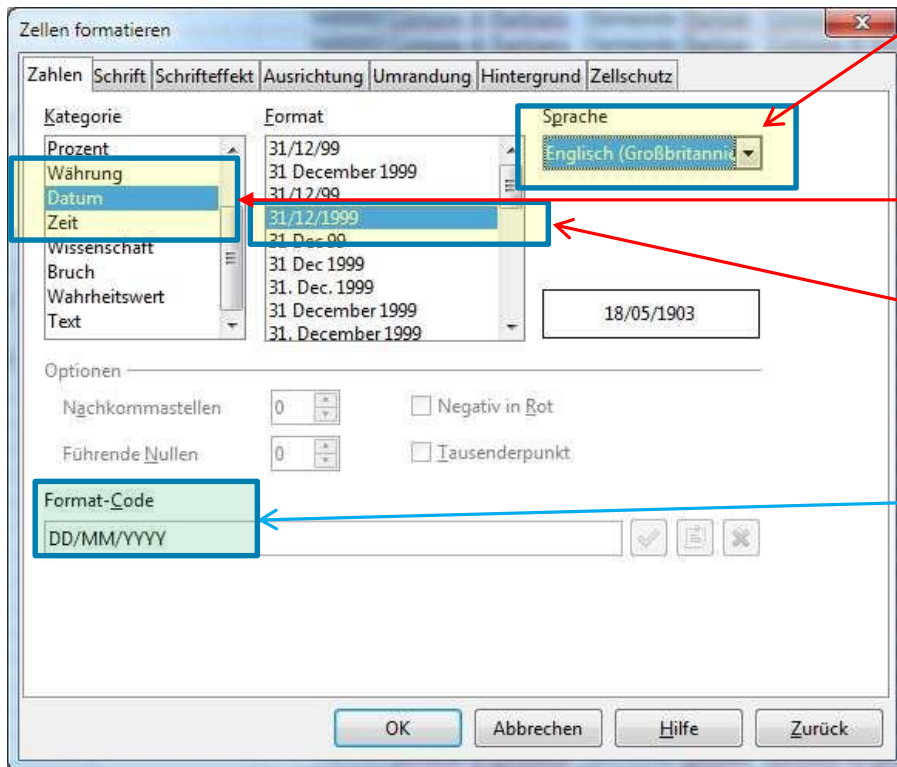 Zellen formatieren
Zahlen Schrift Schrifteffekt Ausrichtung Umrandung Hintergrund Zellschutz
Kategorie
Prozent
Währung
Datum
Zeit
Wissenschaft
Bruch
Wahrheitswert
Text
Format
31/12/99
31 December 1999
31/12/99
31/12/1999
31 Dec 99
31 Dec 1999
31. Dec. 1999
31 December 1999
31. December 1999
Sprache
Englisch (Großbritannie
18/05/1903
Optionen
Nachkommastellen 0 Negativ in Rot
Führende Nullen 0 Tausenderpunkt
Format-Code
DD/MM/YYYY
OK Abbrechen Hilfe Zurück